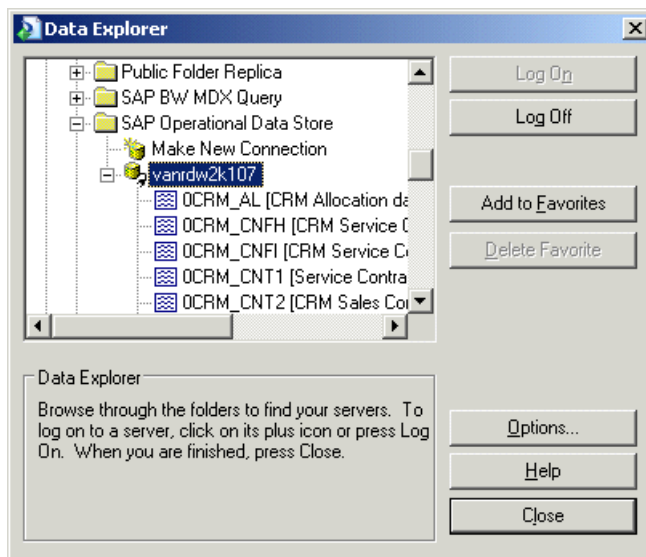 Data Explorer
Public Folder Replica
SAP BW MDX Query
SAP Operational Data Store
Make New Connection
vanrdw2k107
0CRM_AL [CRM Allocation da
0CRM_CNFH [CRM Service
0CRM_CNFI [CRM Service
0CRM_CNT1 [Service Contra
0CRM_CNT2 [CRM Sales
Log On
Log Off
Add to Favorites
Delete Favorite
Data Explorer
Browse through the folders to find your servers. To
log on to a server, click on its plus icon or press Log
On. When you are finished, press Close.
Options...
Help
Close